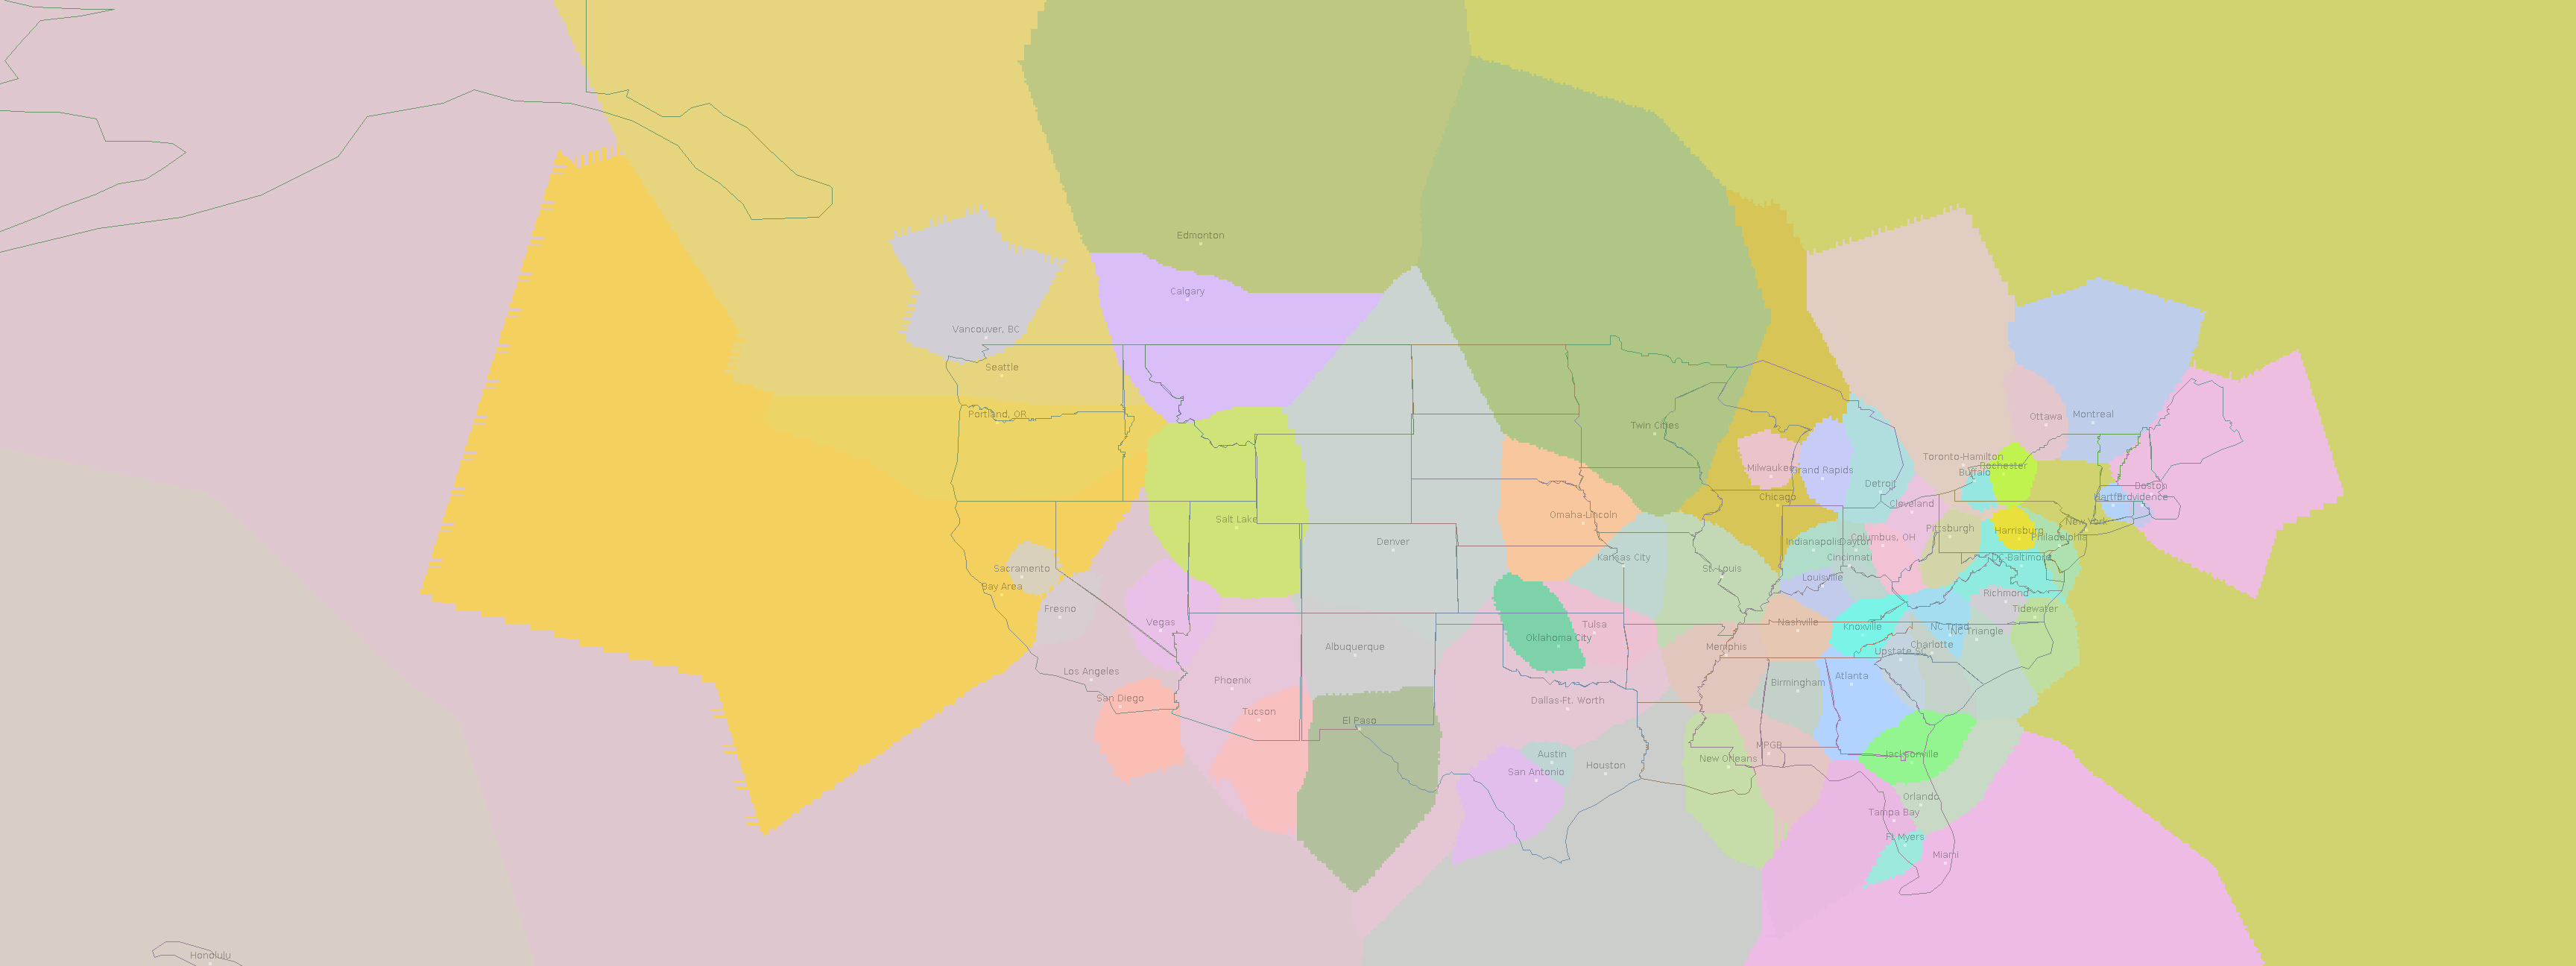 Edmonton
Calgary
Vancouver, BC
Seattle
Portland, OR
Ottawa
Montreal
Twin Cities
Toronto-Hamilton
Rochester
Buffalo
Milwaukee
Grand Rapids
Detroit
Boston
Chicago
Cleveland
Hartford
Providence
Salt Lake
Omaha-Lincoln
New York
Pittsburgh
Harrisburg
Philadelphia
Denver
Indianapolis
Dayton
Columbus, OH
Kansas City
Cincinnati
DC-Baltimore
Sacramento
St. Louis
Louisville
Bay Area
Fresno
Richmond
Tidewater
Vegas
Tulsa
Nashville
Knoxville
NC Triad
NC Triangle
Oklahoma City
Albuquerque
Memphis
Charlotte
Upstate SC
Los Angeles
Phoenix
Birmingham
Atlanta
San Diego
Dallas-Ft. Worth
Tucson
El Paso
MPGB
Austin
Jacksonville
New Orleans
San Antonio
Houston
Orlando
Tampa Bay
Ft Myers
Miami
Honolulu